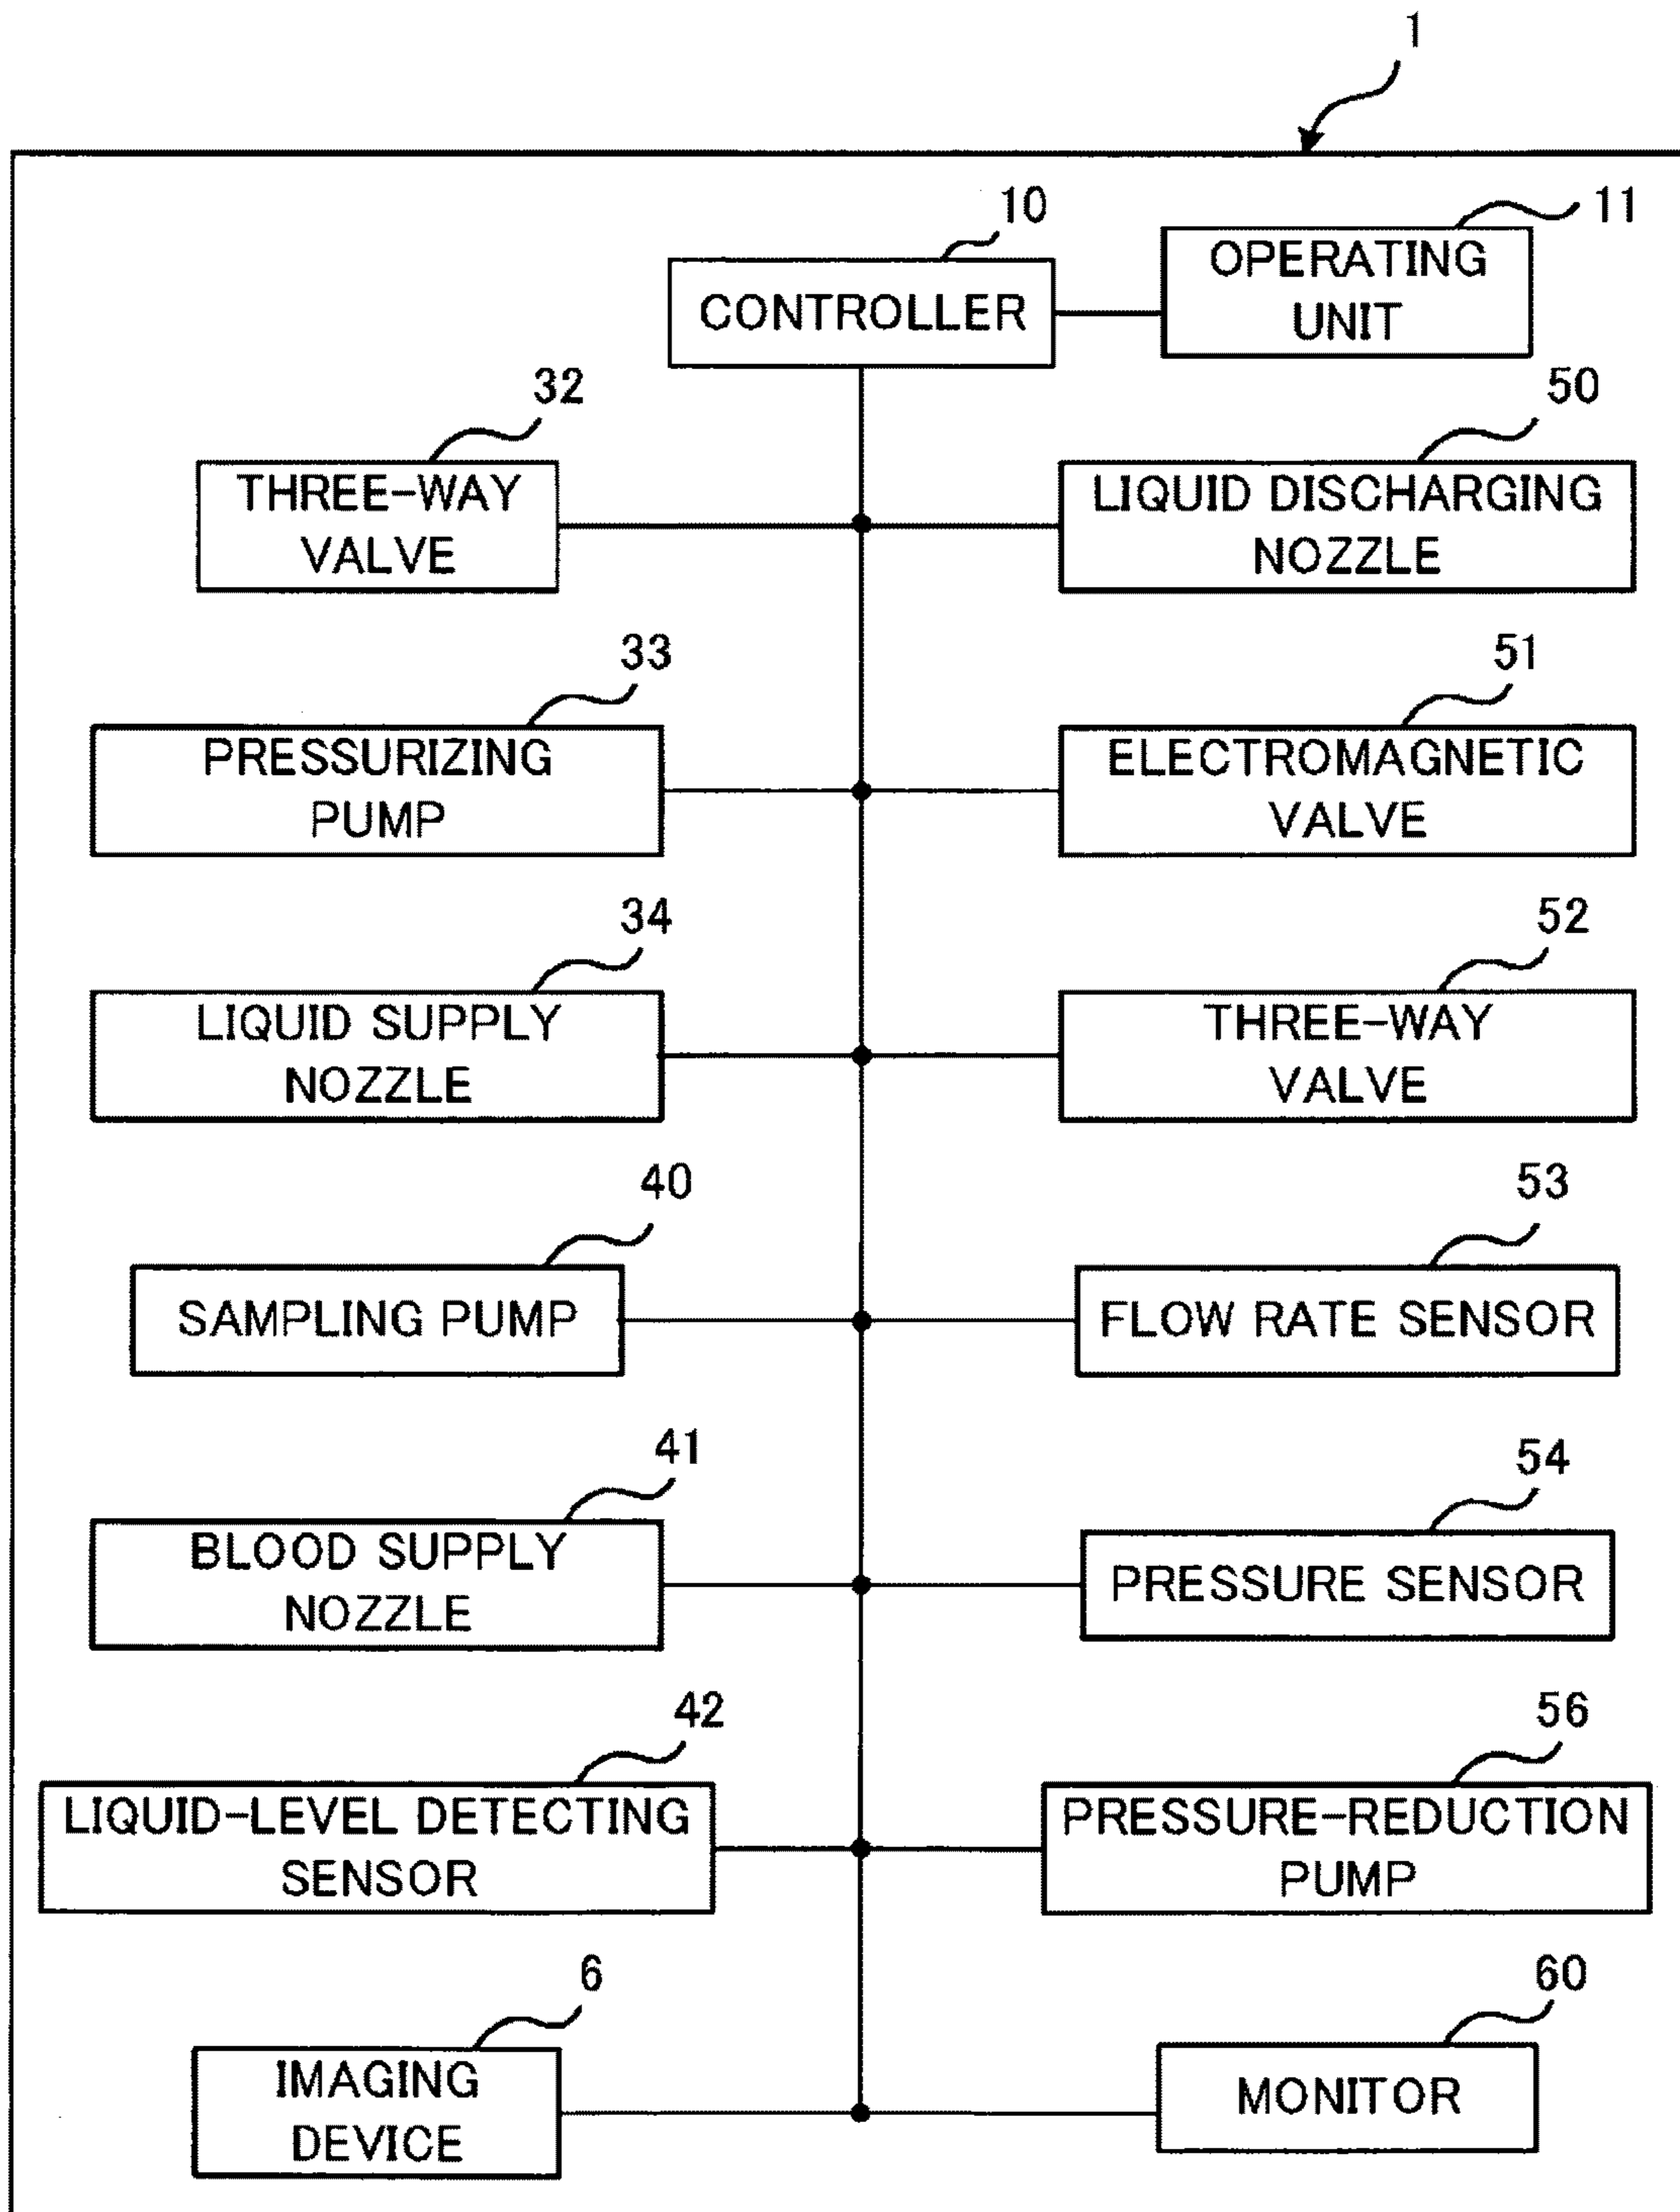 1
10
11
CONTROLLER
OPERATING
UNIT
32
50
THREE-WAY
VALVE
LIQUID DISCHARGING
NOZZLE
33
51
PRESSURIZING
PUMP
ELECTROMAGNETIC
VALVE
34
52
LIQUID SUPPLY
NOZZLE
THREE-WAY
VALVE
40
53
SAMPLING PUMP
FLOW RATE SENSOR
41
54
BLOOD SUPPLY
NOZZLE
PRESSURE SENSOR
42
56
LIQUID-LEVEL DETECTING
SENSOR
PRESSURE-REDUCTION
PUMP
6
60
IMAGING
DEVICE
MONITOR